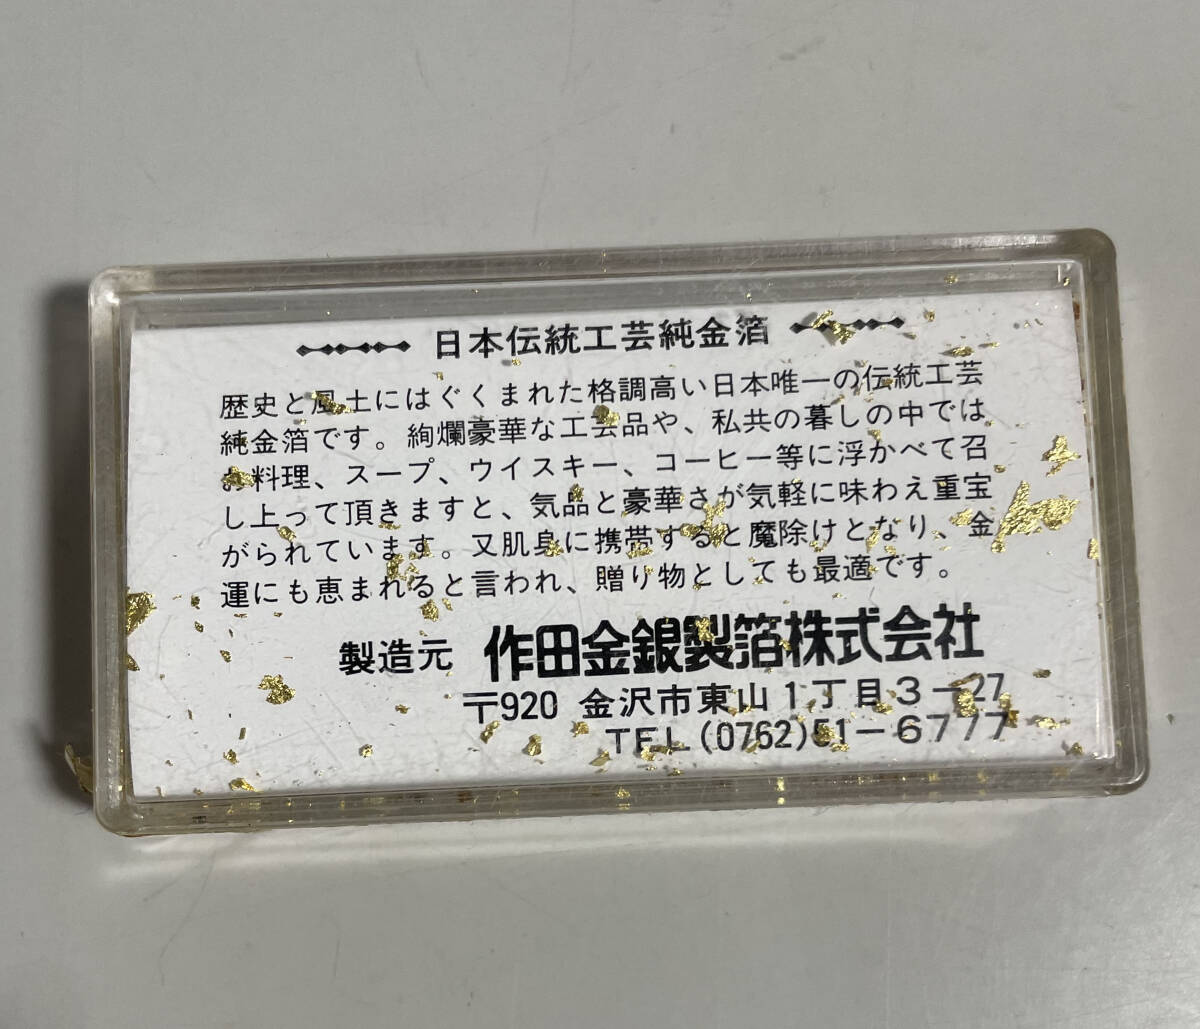 日本伝統工芸純金箔
歴史と風土にはぐくまれた格調高い日本唯一の伝統工芸
純金箔です。絢爛豪華な工芸品や、私共の暮しの中では
お料理、スープ、ウイスキー、コーヒー等に浮かべて召
し上って頂きますと、気品と豪華さが気軽に味わえ重宝
がられています。又肌身に携帯すると魔除けとなり、金
運にも恵まれると言われ、贈り物としても最適です。
製造元 作田金銀製箔株式会社
〒920 金沢市東山1丁目3－27
TEL(0762)51－6777